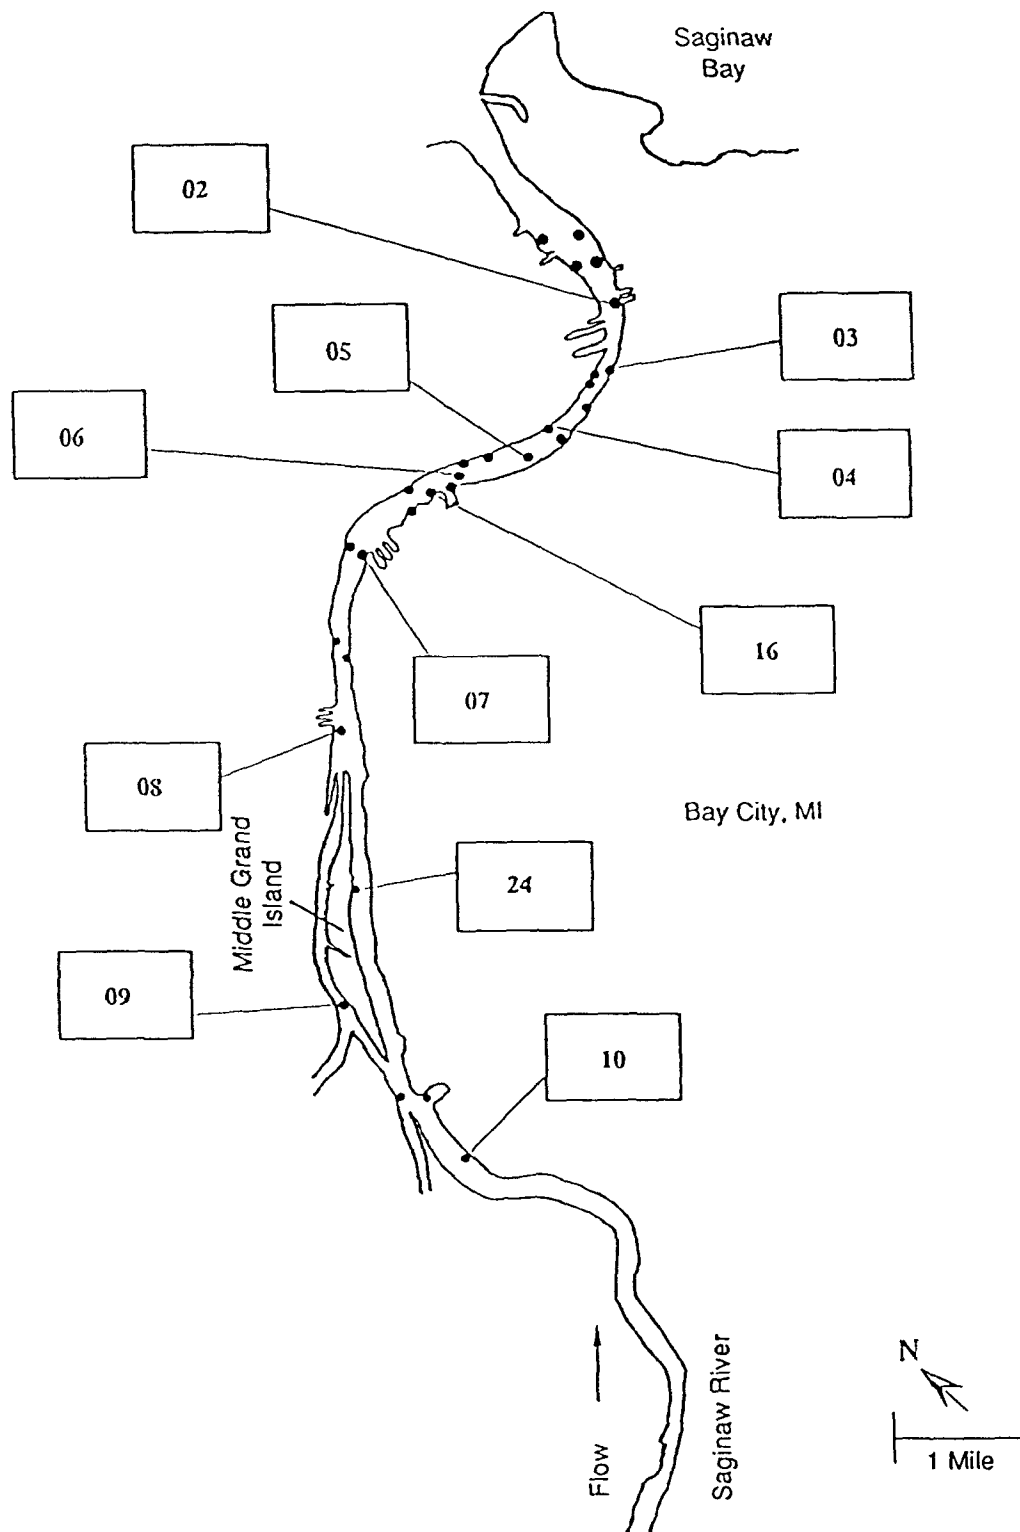 Saginaw
Bay
02
03
05
06
04
16
07
08
Bay City, MI
Middle Grand
Island
24
09
10
Flow
Saginaw River
N
1 Mile